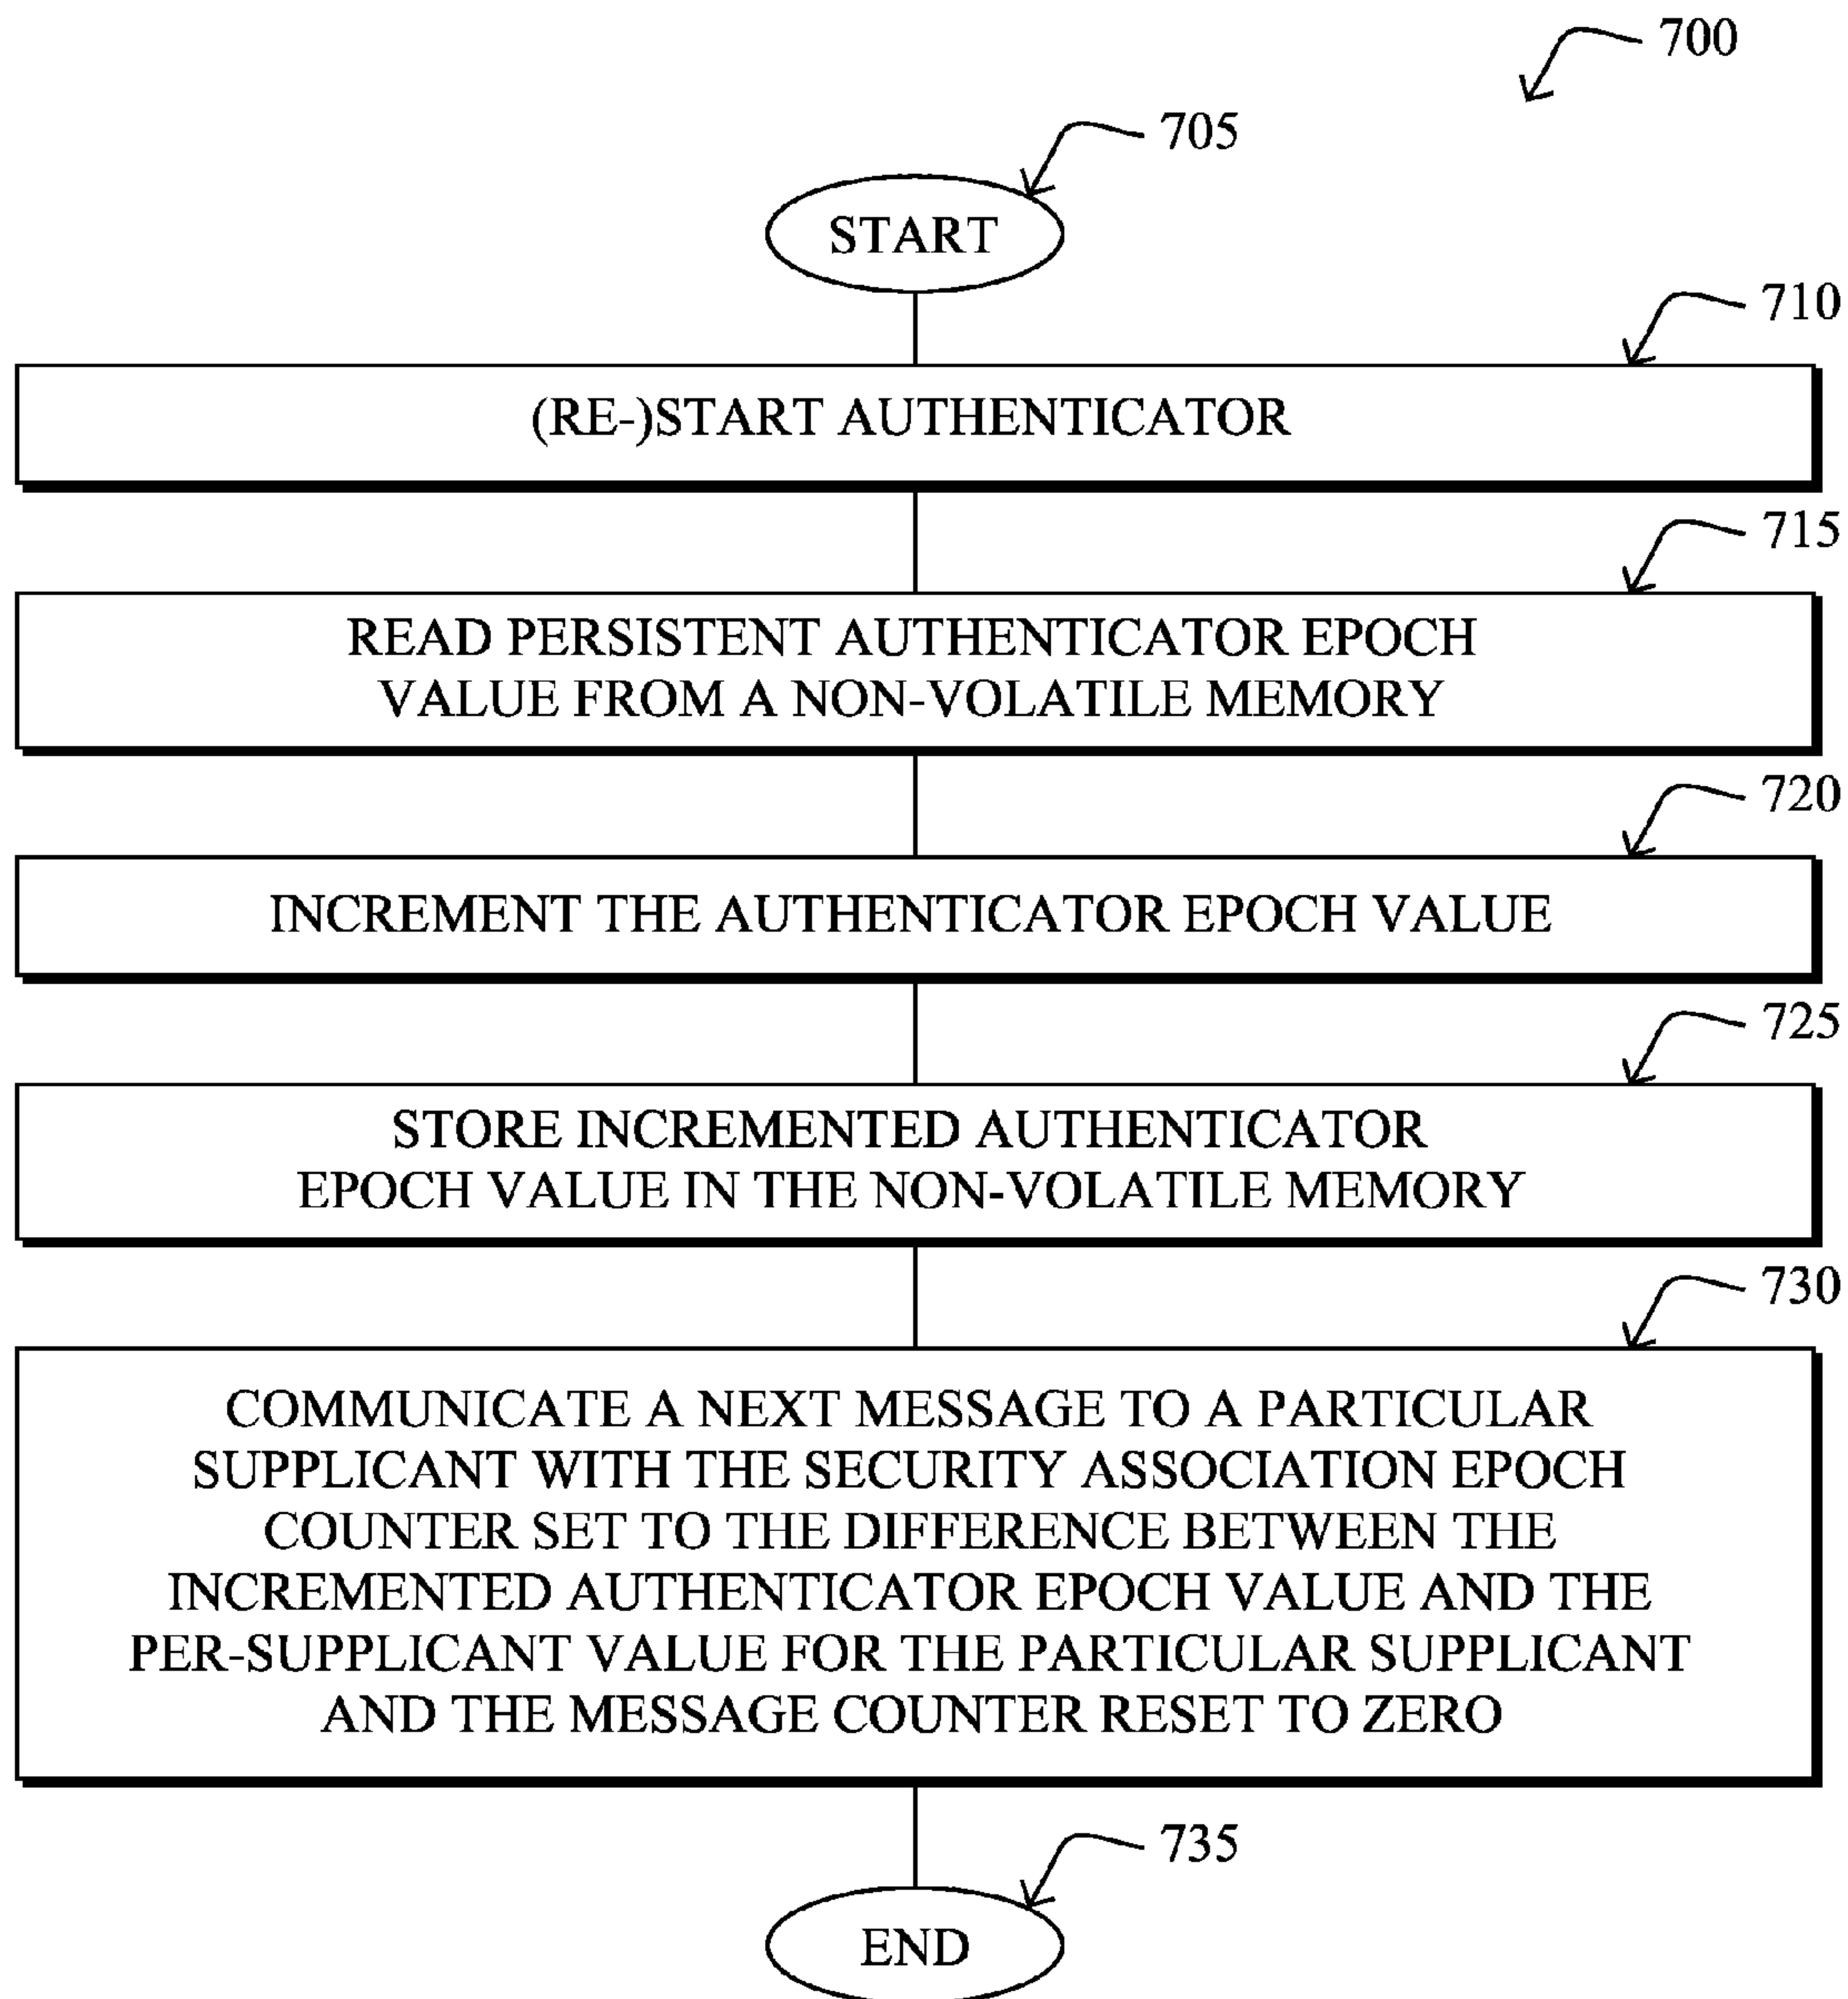 700
705
START
710
(RE-)START AUTHENTICATOR
715
READ PERSISTENT AUTHENTICATOR EPOCH
VALUE FROM A NON-VOLATILE MEMORY
720
INCREMENT THE AUTHENTICATOR EPOCH VALUE
725
STORE INCREMENTED AUTHENTICATOR
EPOCH VALUE IN THE NON-VOLATILE MEMORY
730
COMMUNICATE A NEXT MESSAGE TO A PARTICULAR
SUPPLICANT WITH THE SECURITY ASSOCIATION EPOCH
COUNTER SET TO THE DIFFERENCE BETWEEN THE
INCREMENTED AUTHENTICATOR EPOCH VALUE AND THE
PER-SUPPLICANT VALUE FOR THE PARTICULAR SUPPLICANT
AND THE MESSAGE COUNTER RESET TO ZERO
735
END